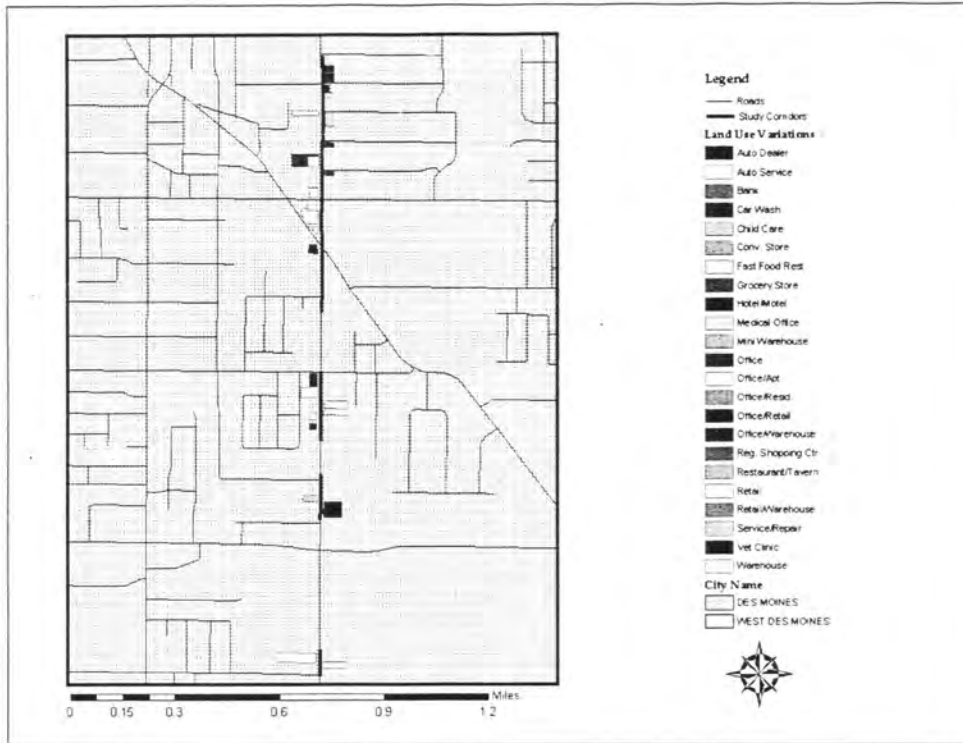 Legend
Roads
Study Corridors
Land Use Variations
Auto Dealer
Auto Service
Bank
Car Wash
Child Care
Conv. Store
Fast Food Rest
Grocery Store
Hotel/Motel
Medical Office
Mini Warehouse
Office
Office/Apt
Office/Resid
Office/Retail
Office/Warehouse
Reg. Shopping Ctr
Restaurant/Tavern
Retail
Retail/Warehouse
Service/Repair
Vet Clinic
Warehouse
City Name
DES MOINES
WEST DES MOINES
Miles
0 0.15 0.3 0.6 0.9 1.2